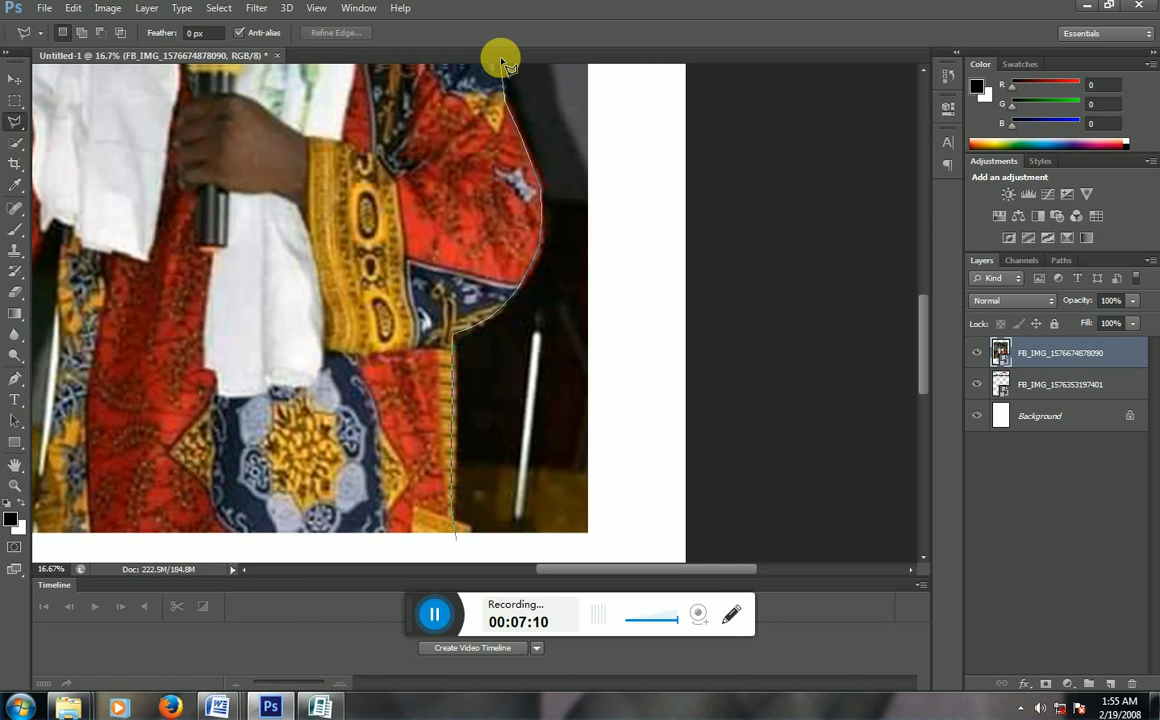 Ps File Edit Image Layer Type Select Filter 3D View Window Help
Feather: 0 px Anti-alias Refine Edge... Essentials
Untitled-1 @ 16.7% (FB_IMG_1576674878090, RGB/8) * ×
Color Swatches
R 0
G 0
B 0
Adjustments Styles
Add an adjustment
Layers Channels Paths
Kind
Normal Opacity: 100%
Lock: Fill: 100%
FB_IMG_1576674878090
FB_IMG_1576353197401
Background
16.67% Doc: 222.5M/184.8M
Timeline
Recording...
00:07:10
Create Video Timeline
fx
1:55 AM
2/19/2008